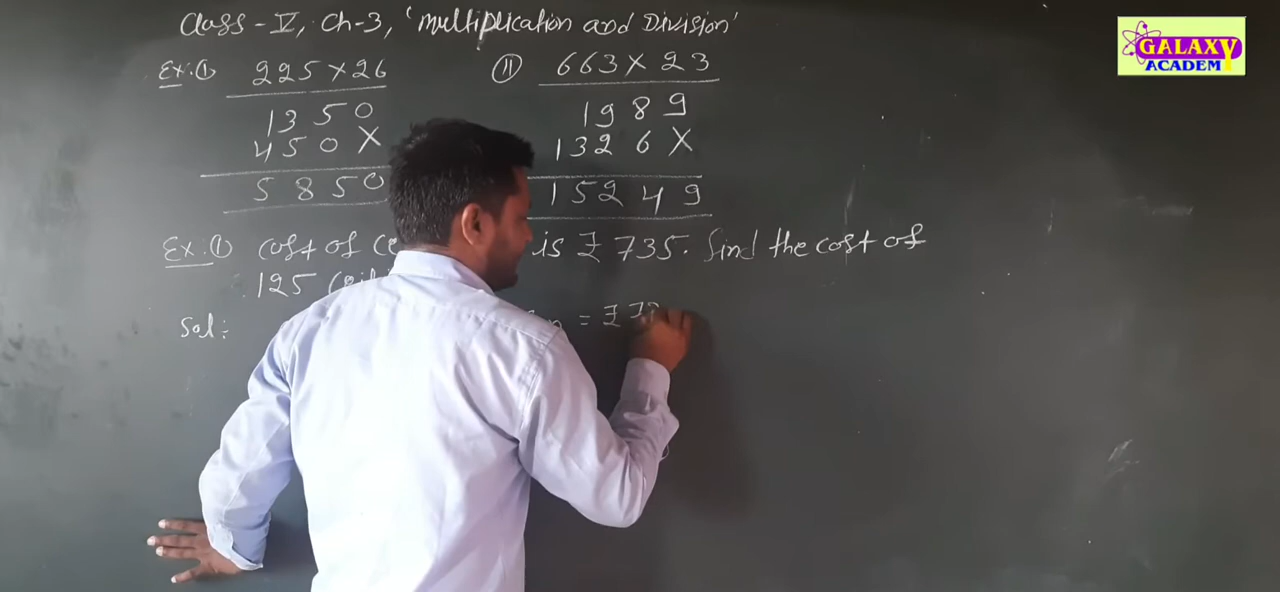 Class - V, Ch-3, 'Multiplication and Division'
GALAXY
ACADEMY
Ex:① 225×26
1350
450×
5850
⑪ 663×23
1989
1326×
15249
Ex:① Cost of is ₹ 735. find the cost of
125
Sol:
= ₹